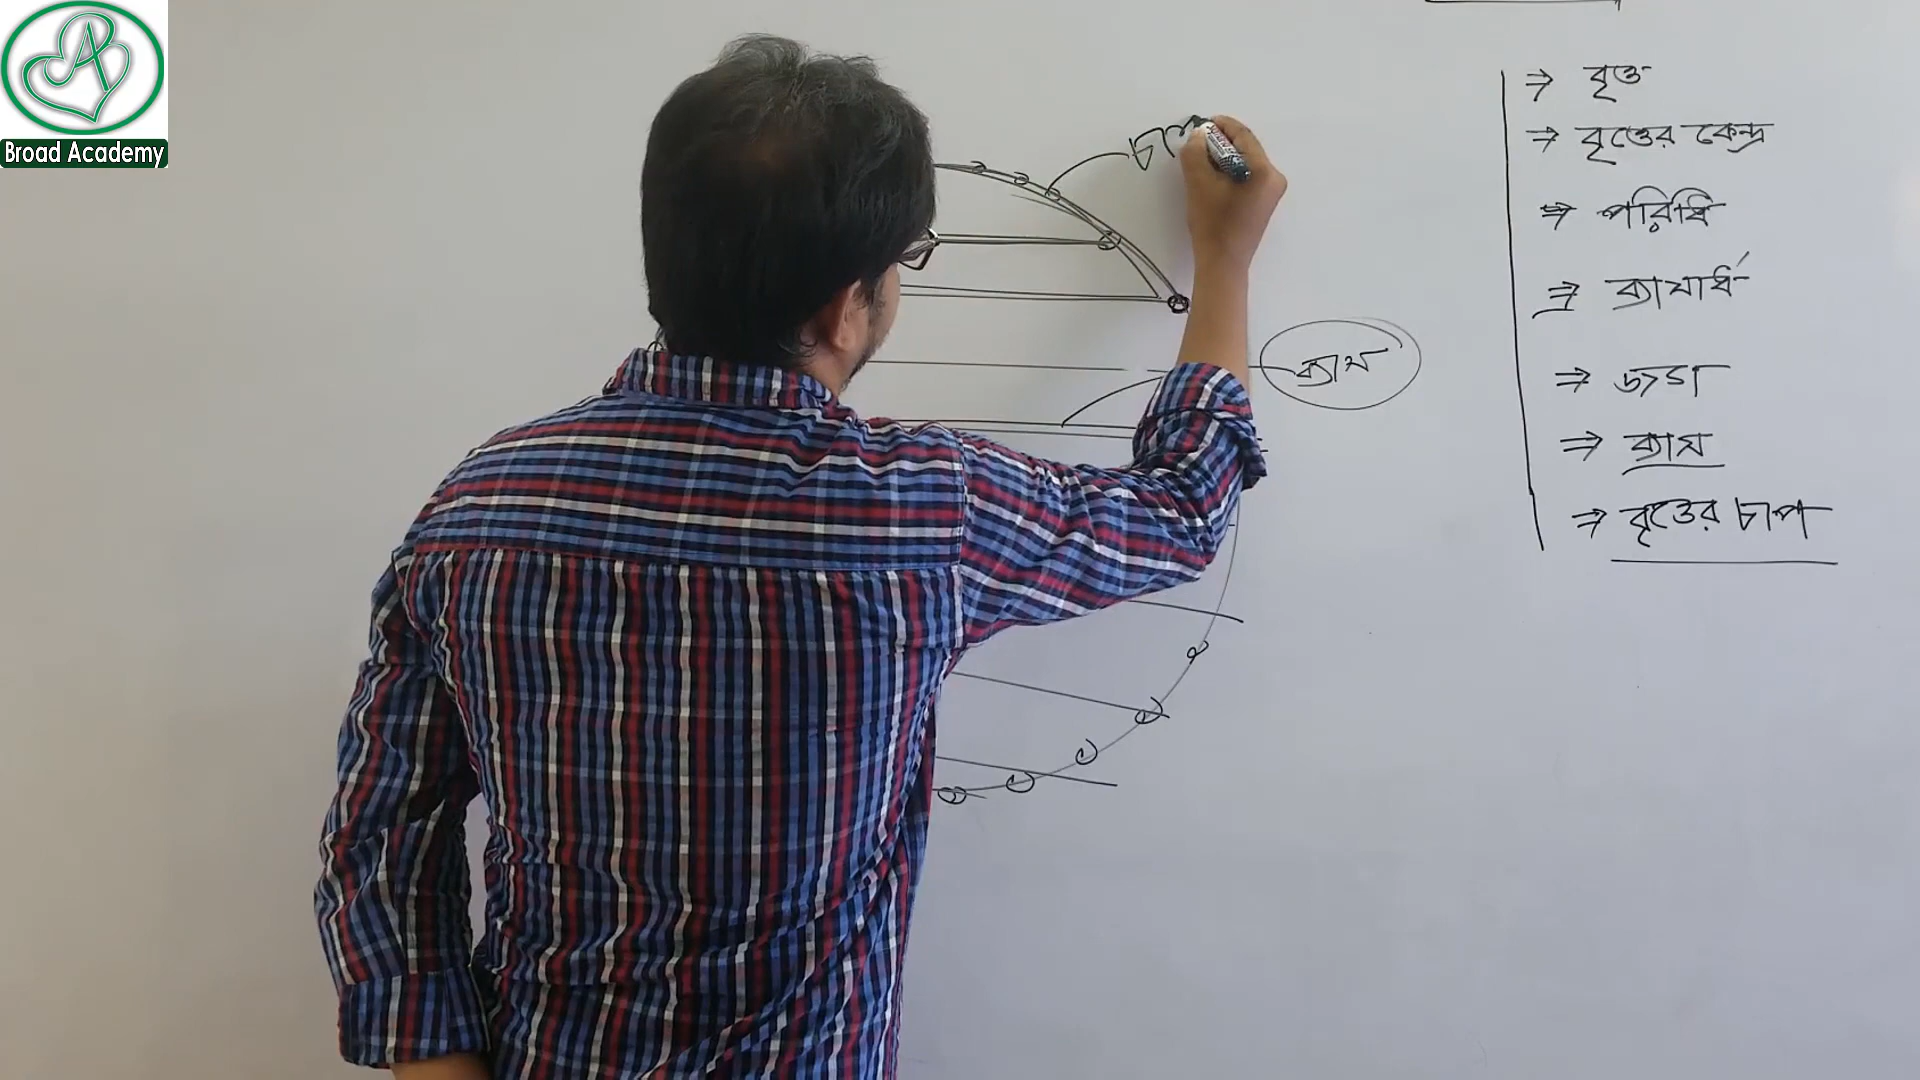 Broad Academy
চাপ
ব্যাস
⇒ বৃত্ত
⇒ বৃত্তের কেন্দ্র
⇒ পরিধি
⇒ ব্যাসার্ধ
⇒ জ্যা
⇒ ব্যাস
⇒ বৃত্তের চাপ